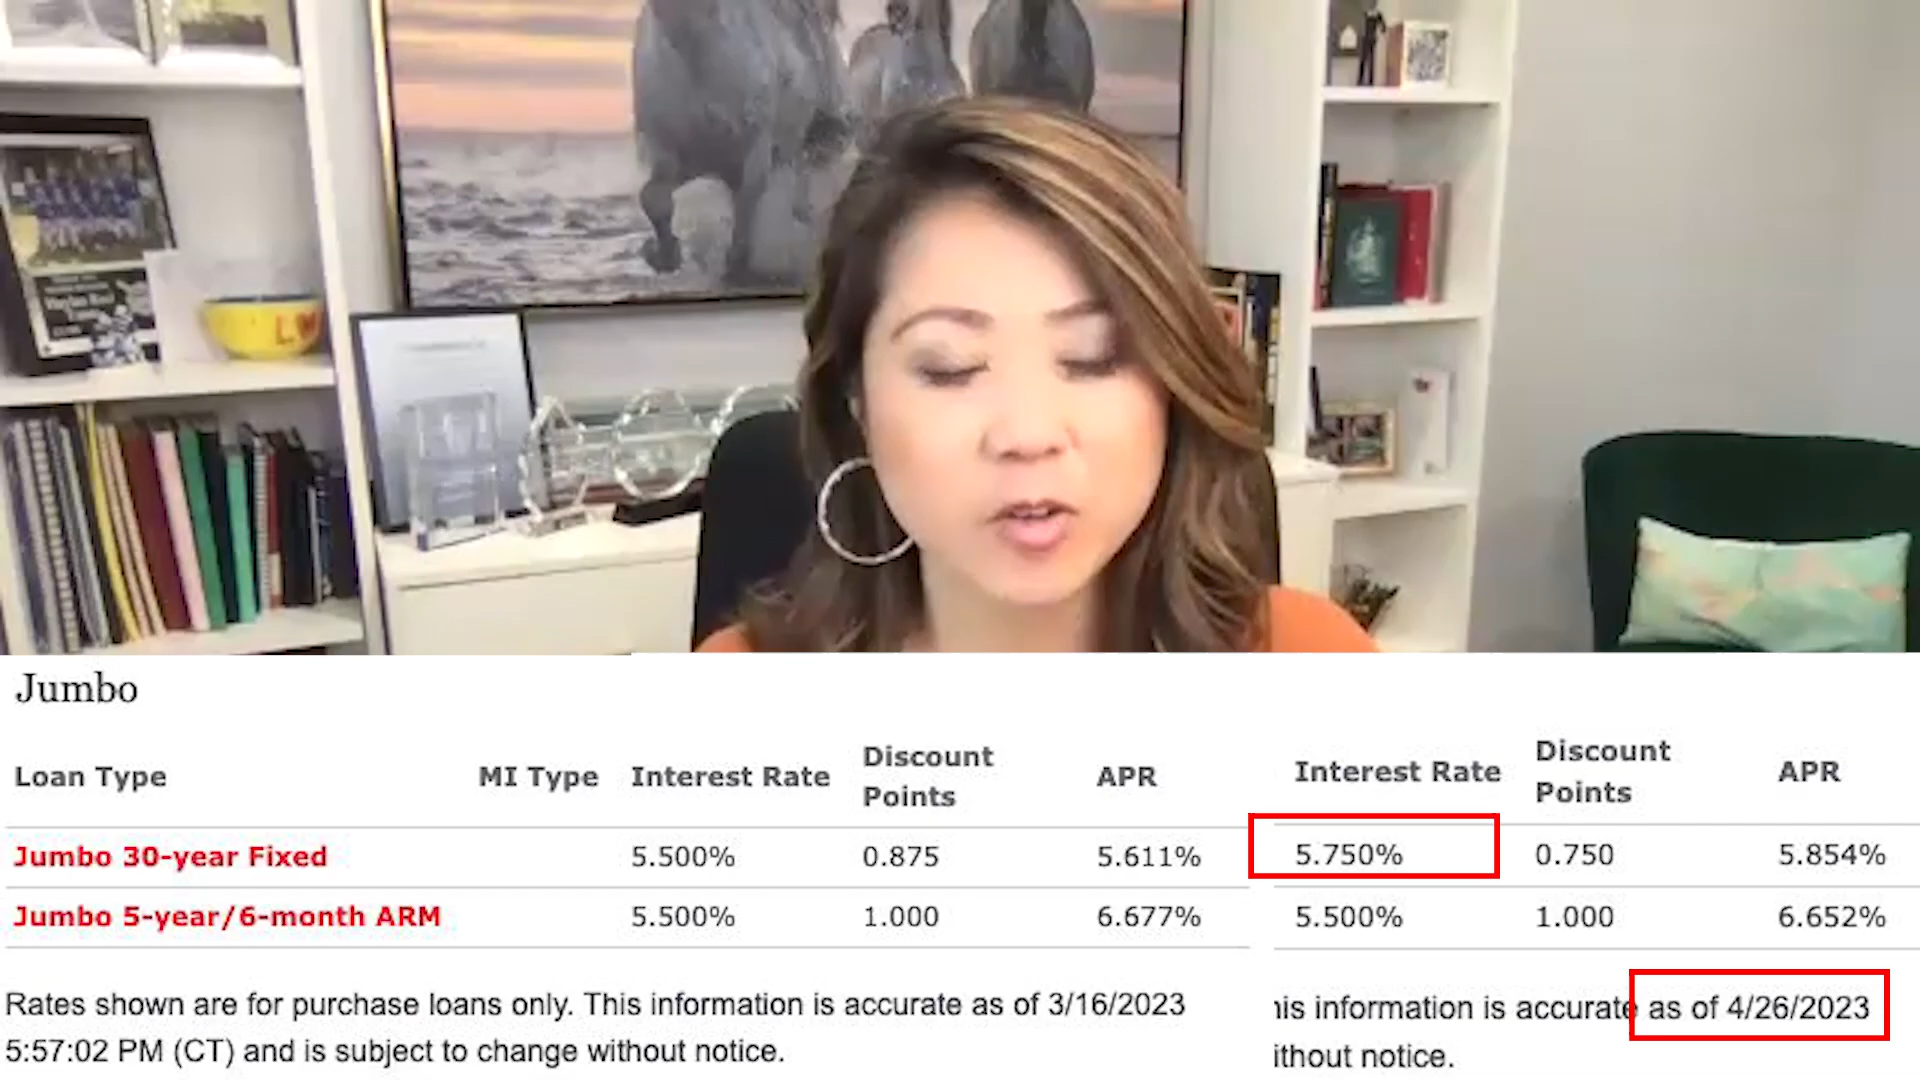 Jumbo
Loan Type MI Type Interest Rate Discount Points APR Interest Rate Discount Points APR
Jumbo 30-year Fixed 5.500% 0.875 5.611% 5.750% 0.750 5.854%
Jumbo 5-year/6-month ARM 5.500% 1.000 6.677% 5.500% 1.000 6.652%
Rates shown are for purchase loans only. This information is accurate as of 3/16/2023
5:57:02 PM (CT) and is subject to change without notice.
his information is accurate as of 4/26/2023
ithout notice.